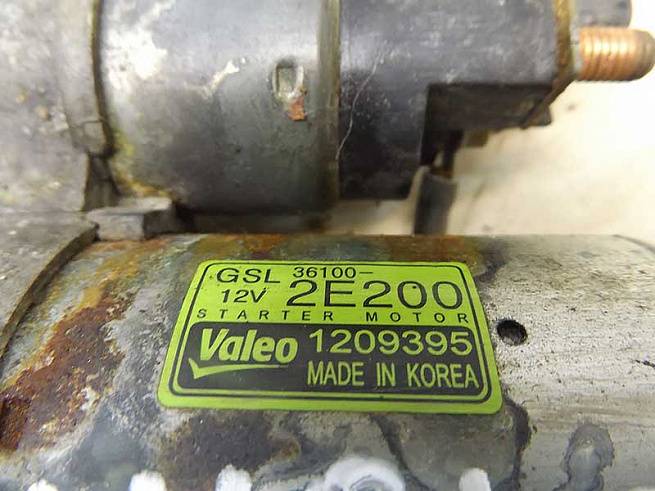 GSL 36100-
12V 2E200
STARTER MOTOR
Valeo 1209395
MADE IN KOREA